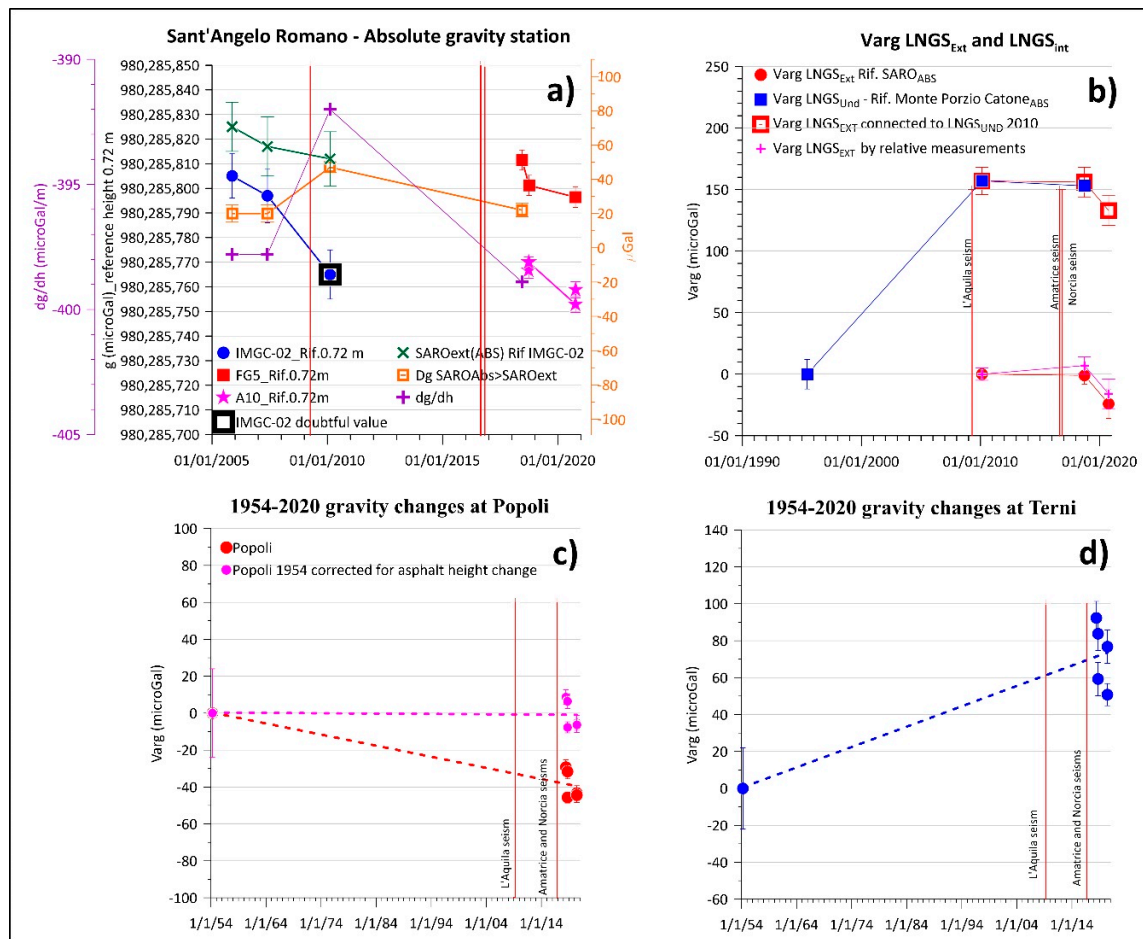 Sant'Angelo Romano - Absolute gravity station
a)
dg/dh (microGal/m)
-390
-395
-400
-405
g (microGal)_reference height 0.72 m
980,285,850
980,285,840
980,285,830
980,285,820
980,285,810
980,285,800
980,285,790
980,285,780
980,285,770
980,285,760
980,285,750
980,285,740
980,285,730
980,285,720
980,285,710
980,285,700
100
80
60
40
20
0
-20
-40
-60
-80
-100
μGal
IMGC-02_Rif.0.72 m
FG5_Rif.0.72m
A10_Rif.0.72m
IMGC-02 doubtful value
SAROext(ABS) Rif IMGC-02
Dg SAROAbs>SAROext
dg/dh
01/01/2005 01/01/2010 01/01/2015 01/01/2020
Varg LNGSExt and LNGSint
b)
Varg LNGSExt Rif. SAROABS
Varg LNGSUnd - Rif. Monte Porzio CatoneABS
Varg LNGSEXT connected to LNGSUND 2010
Varg LNGSEXT by relative measurements
Varg (microGal)
250
200
150
100
50
0
-50
L'Aquila seism
Amatrice seism
Norcia seism
01/01/1990 01/01/2000 01/01/2010 01/01/2020
1954-2020 gravity changes at Popoli
c)
Popoli
Popoli 1954 corrected for asphalt height change
Varg (microGal)
100
80
60
40
20
0
-20
-40
-60
-80
-100
L'Aquila seism
Amatrice and Norcia seisms
1/1/54 1/1/64 1/1/74 1/1/84 1/1/94 1/1/04 1/1/14
1954-2020 gravity changes at Terni
d)
Varg (microGal)
140
120
100
80
60
40
20
0
-20
-40
-60
L'Aquila seism
Amatrice and Norcia seisms
1/1/54 1/1/64 1/1/74 1/1/84 1/1/94 1/1/04 1/1/14